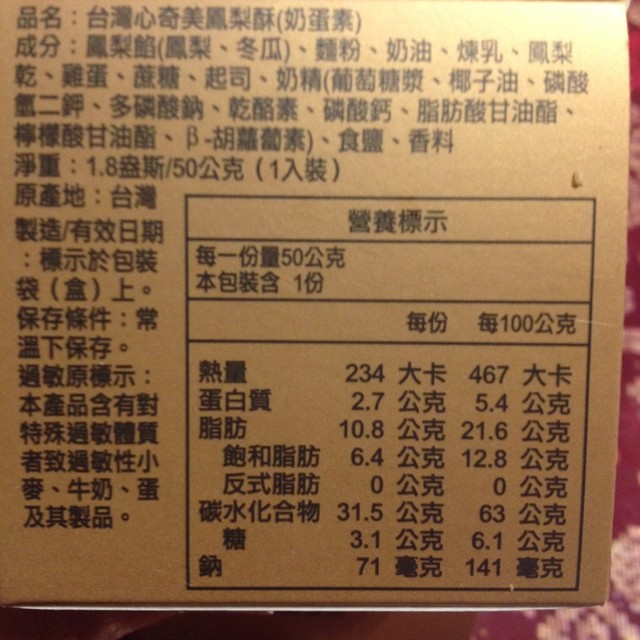 品名：台灣心奇美鳳梨酥(奶蛋素)
成分：鳳梨餡(鳳梨、冬瓜)、麵粉、奶油、煉乳、鳳梨
乾、雞蛋、蔗糖、起司、奶精(葡萄糖漿、椰子油、磷酸
氫二鉀、多磷酸鈉、乾酪素、磷酸鈣、脂肪酸甘油酯、
檸檬酸甘油酯、β-胡蘿蔔素)、食鹽、香料
淨重：1.8盎斯/50公克（1入裝）
原產地：台灣
製造/有效日期
：標示於包裝
袋（盒）上。
保存條件：常
溫下保存。
過敏原標示：
本產品含有對
特殊過敏體質
者致過敏性小
麥、牛奶、蛋
及其製品。
營養標示
每一份量50公克
本包裝含 1份
每份 每100公克
熱量 234 大卡 467 大卡
蛋白質 2.7 公克 5.4 公克
脂肪 10.8 公克 21.6 公克
飽和脂肪 6.4 公克 12.8 公克
反式脂肪 0 公克 0 公克
碳水化合物 31.5 公克 63 公克
糖 3.1 公克 6.1 公克
鈉 71 毫克 141 毫克